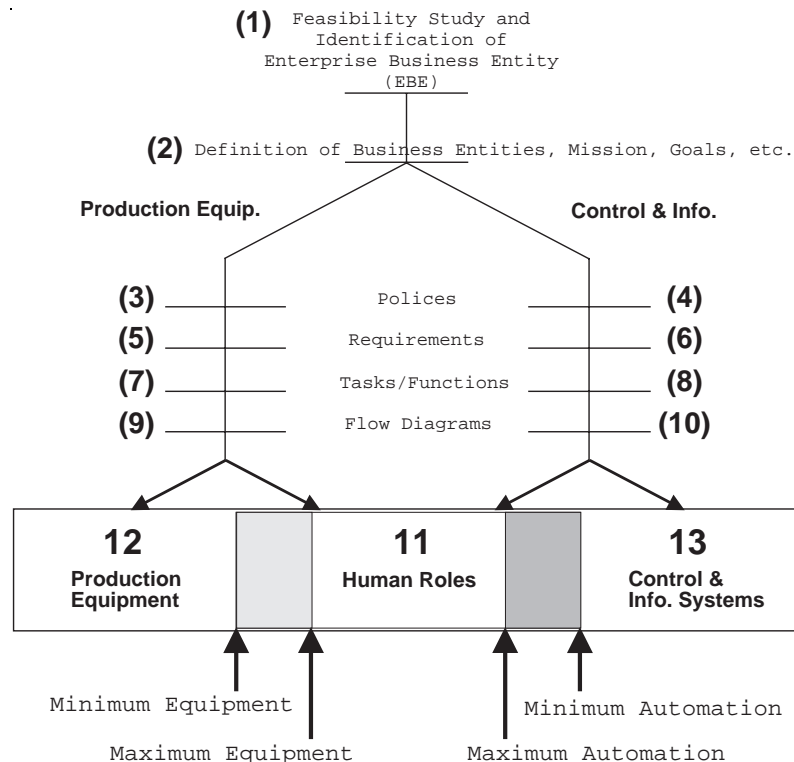 (1) Feasibility Study and
Identification of
Enterprise Business Entity
(EBE)
(2) Definition of Business Entities, Mission, Goals, etc.
Production Equip. Control & Info.
(3) Polices (4)
(5) Requirements (6)
(7) Tasks/Functions (8)
(9) Flow Diagrams (10)
12 11 13
Production
Equipment
Human Roles
Control &
Info. Systems
Minimum Equipment Minimum Automation
Maximum Equipment Maximum Automation